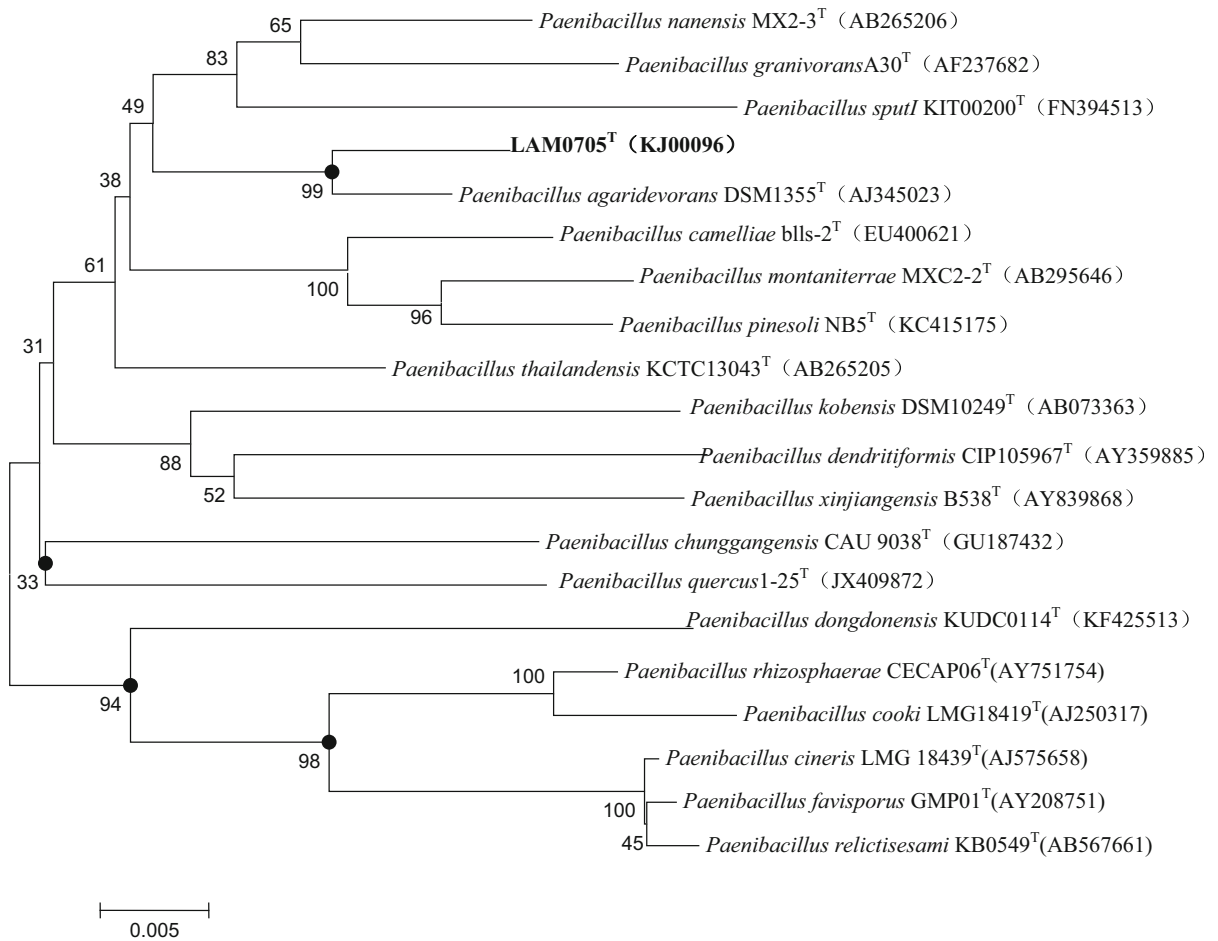 65
Paenibacillus nanensis MX2-3T（AB265206）
83
Paenibacillus granivoransA30T（AF237682）
49
Paenibacillus sputI KIT00200T（FN394513）
LAM0705T（KJ00096）
38
99
Paenibacillus agaridevorans DSM1355T（AJ345023）
Paenibacillus camelliae blls-2T（EU400621）
61
100
Paenibacillus montaniterrae MXC2-2T（AB295646）
96
Paenibacillus pinesoli NB5T（KC415175）
31
Paenibacillus thailandensis KCTC13043T（AB265205）
Paenibacillus kobensis DSM10249T（AB073363）
88
Paenibacillus dendritiformis CIP105967T（AY359885）
52
Paenibacillus xinjiangensis B538T（AY839868）
Paenibacillus chunggangensis CAU 9038T（GU187432）
33
Paenibacillus quercus1-25T（JX409872）
Paenibacillus dongdonensis KUDC0114T（KF425513）
94
100
Paenibacillus rhizosphaerae CECAP06T(AY751754)
Paenibacillus cooki LMG18419T(AJ250317)
98
Paenibacillus cineris LMG 18439T(AJ575658)
100
Paenibacillus favisporus GMP01T(AY208751)
45
Paenibacillus relictisesami KB0549T(AB567661)
0.005